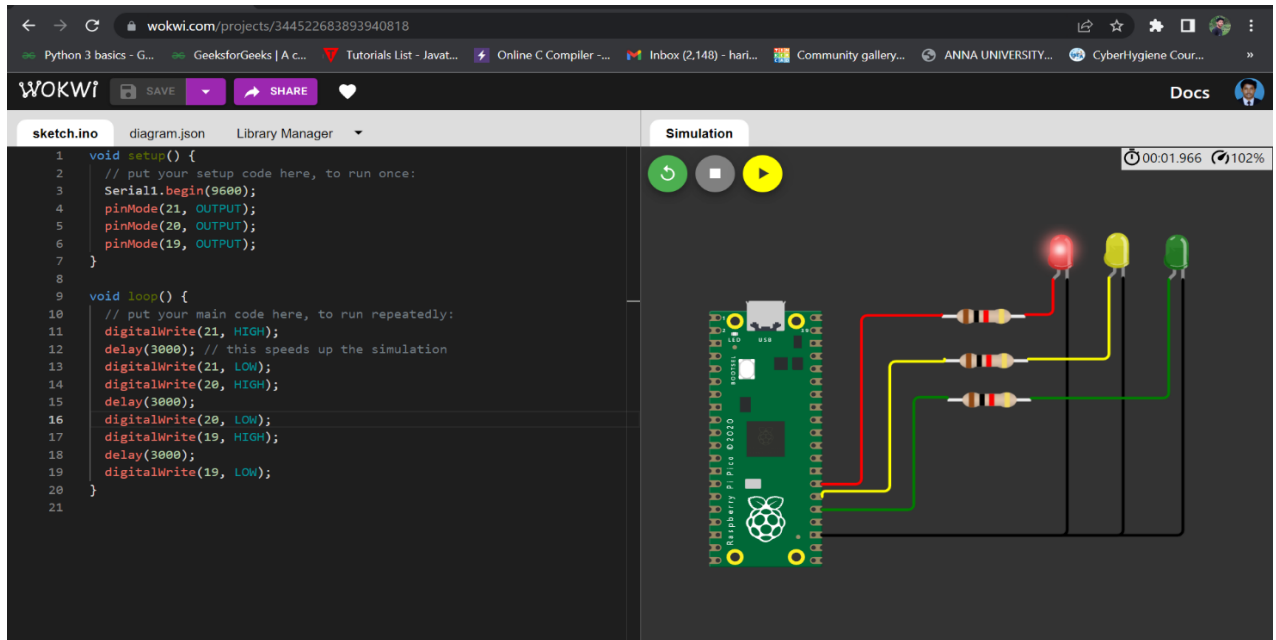 wokwi.com/projects/344522683893940818
Python 3 basics - G... GeeksforGeeks | A c... Tutorials List - Javat... Online C Compiler -... Inbox (2,148) - hari... Community gallery... ANNA UNIVERSITY... CyberHygiene Cour... »
WOKWI SAVE SHARE Docs
sketch.ino diagram.json Library Manager
Simulation
00:01.966 102%
1 void setup() {
2 // put your setup code here, to run once:
3 Serial1.begin(9600);
4 pinMode(21, OUTPUT);
5 pinMode(20, OUTPUT);
6 pinMode(19, OUTPUT);
7 }
8
9 void loop() {
10 // put your main code here, to run repeatedly:
11 digitalWrite(21, HIGH);
12 delay(3000); // this speeds up the simulation
13 digitalWrite(21, LOW);
14 digitalWrite(20, HIGH);
15 delay(3000);
16 digitalWrite(20, LOW);
17 digitalWrite(19, HIGH);
18 delay(3000);
19 digitalWrite(19, LOW);
20 }
21
LED USB
BOOTSEL
Raspberry Pi Pico ©2020